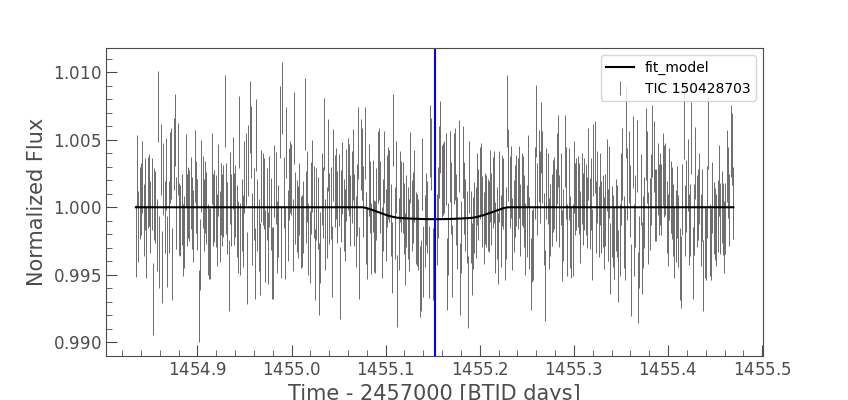 fit_model
TIC 150428703
1.010
1.005
1.000
0.995
0.990
Normalized Flux
1454.9 1455.0 1455.1 1455.2 1455.3 1455.4 1455.5
Time - 2457000 [BTJD days]